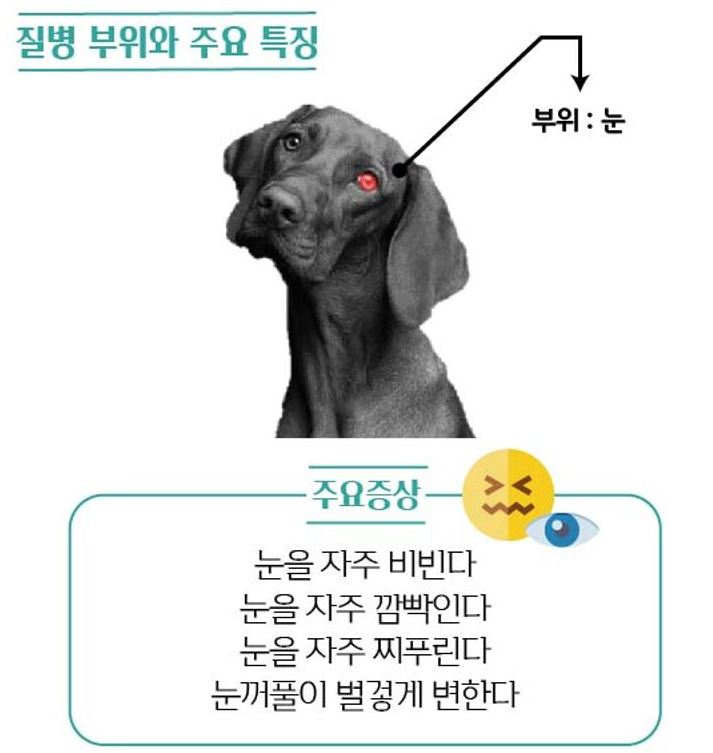 질병 부위와 주요 특징
부위 : 눈
주요증상
눈을 자주 비빈다
눈을 자주 깜빡인다
눈을 자주 찌푸린다
눈꺼풀이 벌겋게 변한다